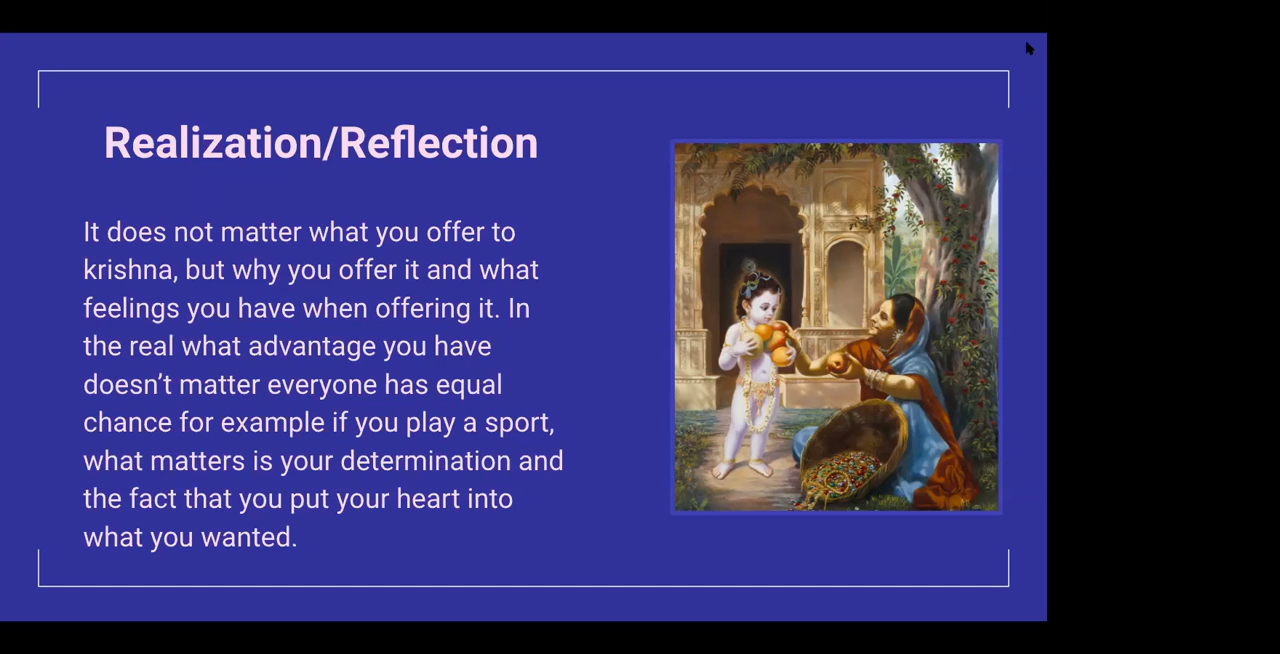 Realization/Reflection
It does not matter what you offer to
krishna, but why you offer it and what
feelings you have when offering it. In
the real what advantage you have
doesn't matter everyone has equal
chance for example if you play a sport,
what matters is your determination and
the fact that you put your heart into
what you wanted.